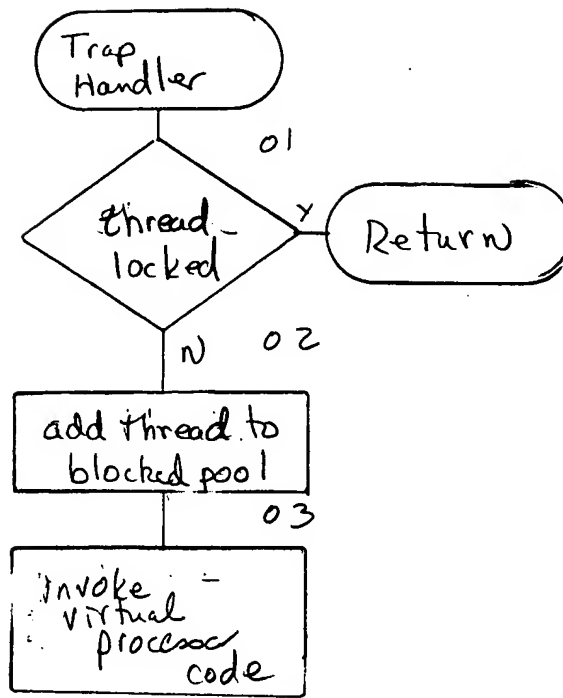 Trap
Handler
01
thread_
locked
Y
Return
N
02
add thread to
blocked pool
03
invoke
virtual
processor
code